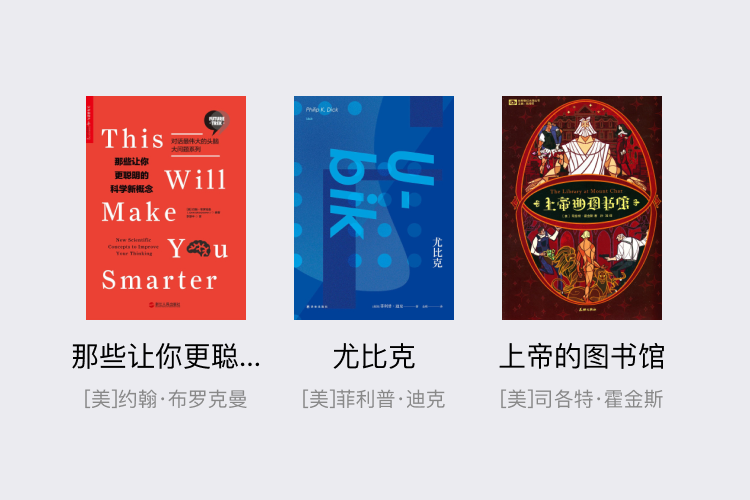 This
Will
Make
You
Smarter
FUTURE
TREK
对话最伟大的头脑
大问题系列
那些让你
更聪明的
科学新概念
New Scientific
Concepts to Improve
Your Thinking
Philip K. Dick
U-
bik
尤比克
The Library at Mount Char
上帝的图书馆
那些让你更聪...
尤比克
上帝的图书馆
[美]约翰·布罗克曼
[美]菲利普·迪克
[美]司各特·霍金斯